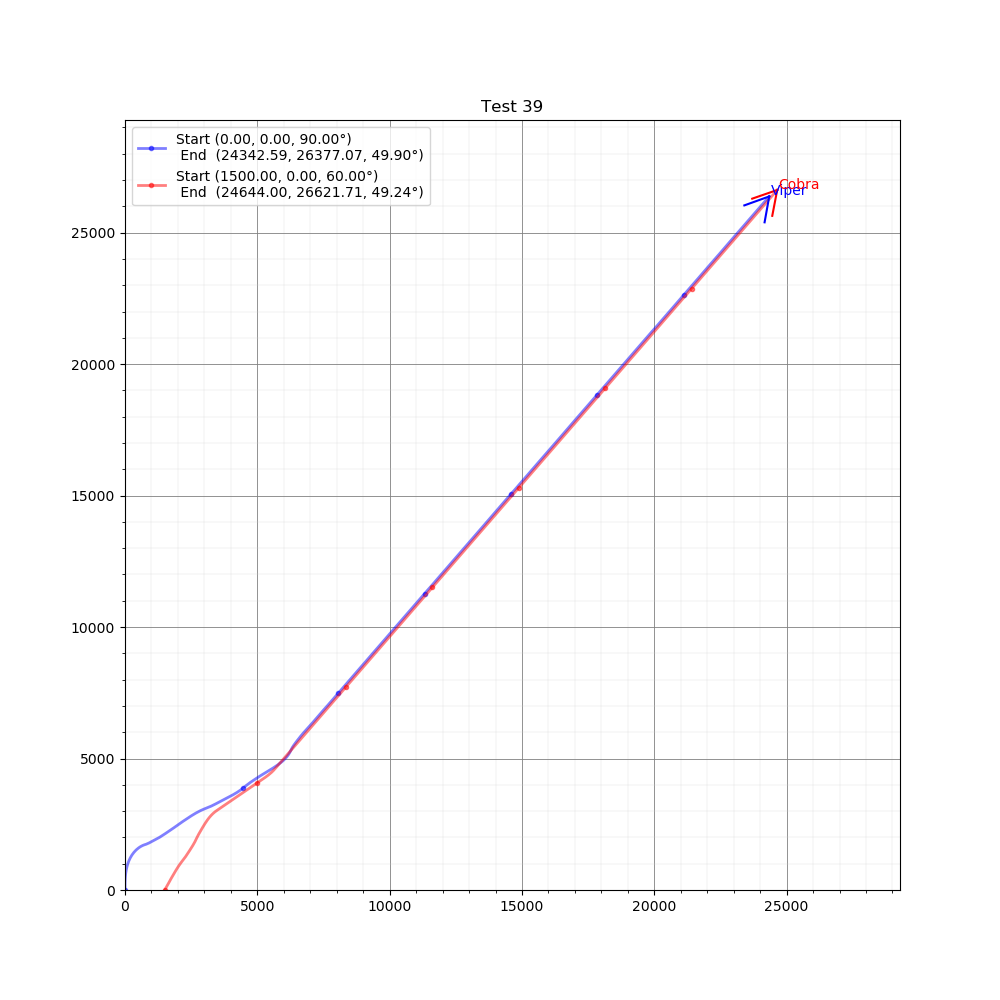 Test 39
Start (0.00, 0.00, 90.00°)
End (24342.59, 26377.07, 49.90°)
Start (1500.00, 0.00, 60.00°)
End (24644.00, 26621.71, 49.24°)
Cobra
Viper
25000
20000
15000
10000
5000
0
0 5000 10000 15000 20000 25000